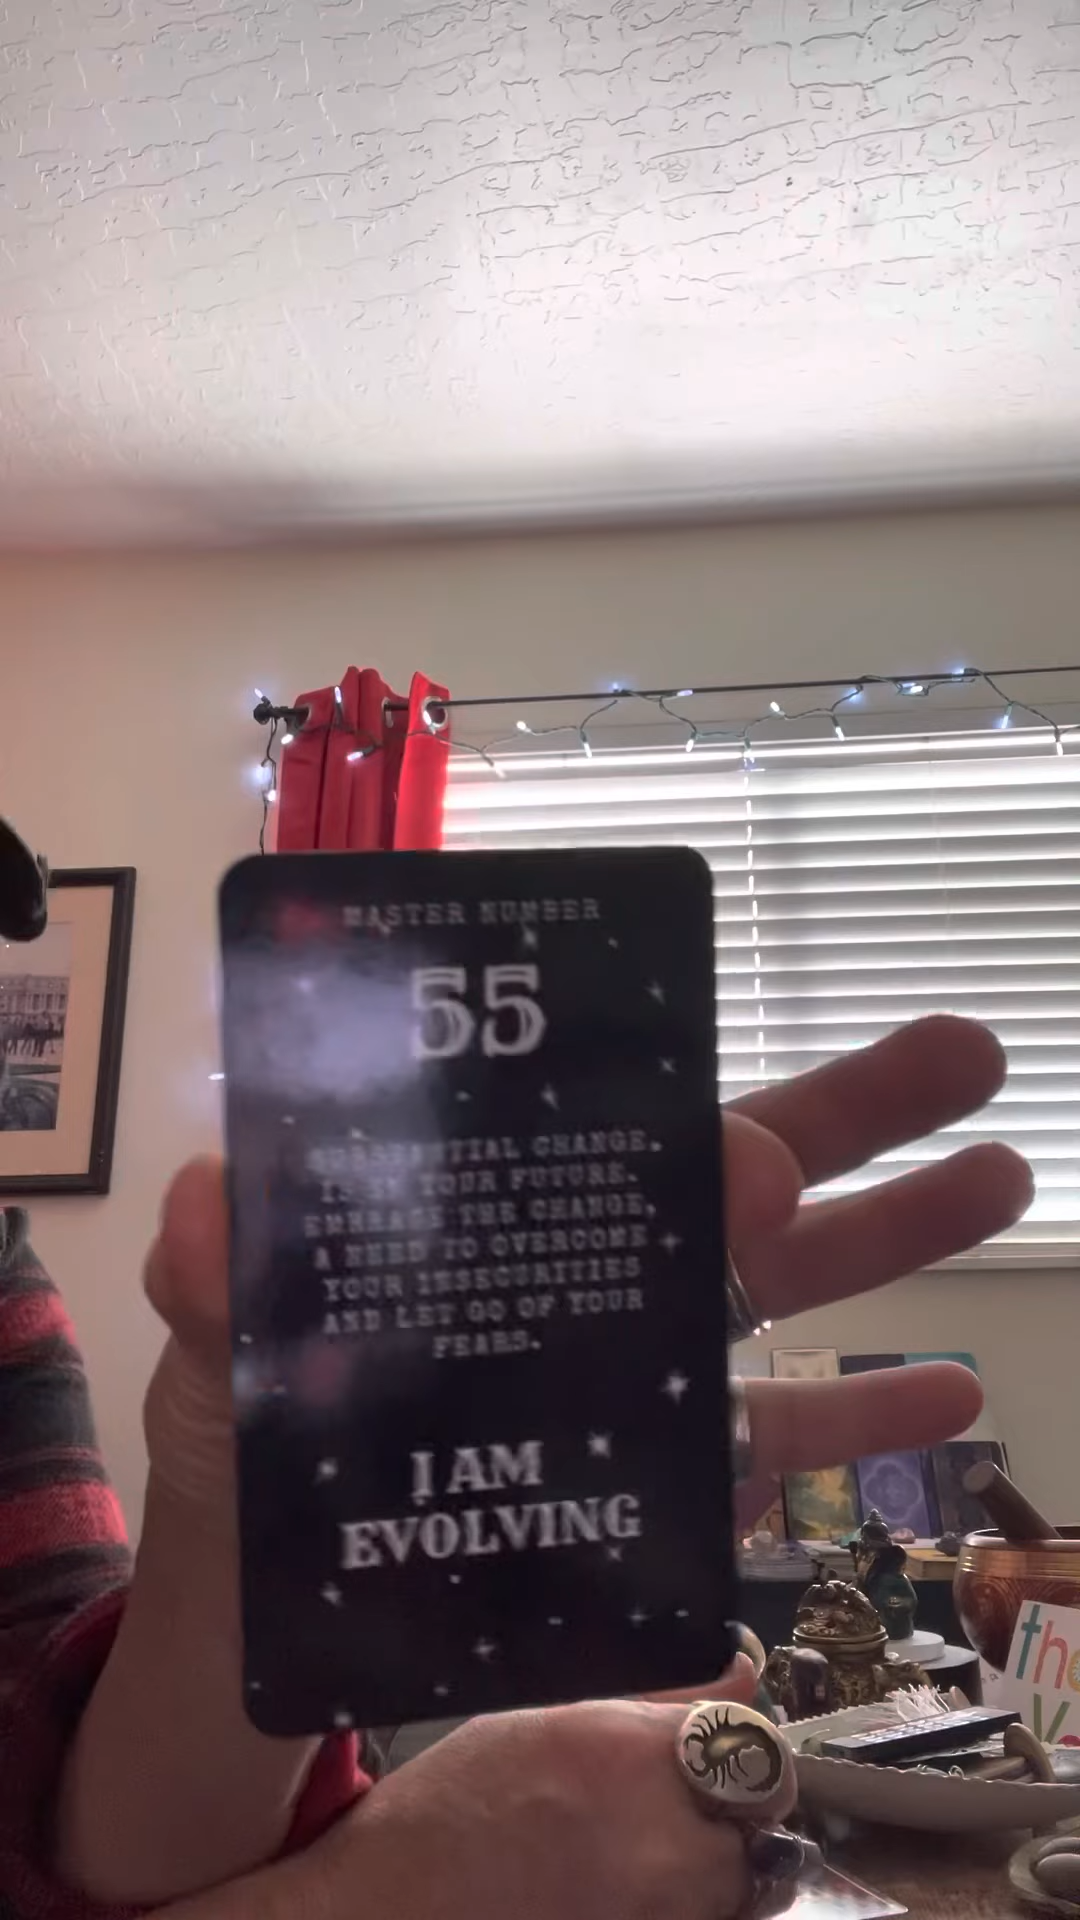 MASTER NUMBER
55
SUBSTANTIAL CHANGE.
IS IN YOUR FUTURE.
EMBRACE THE CHANGE,
A NEED TO OVERCOME
YOUR INSECURITIES
AND LET GO OF YOUR
FEARS.
I AM
EVOLVING